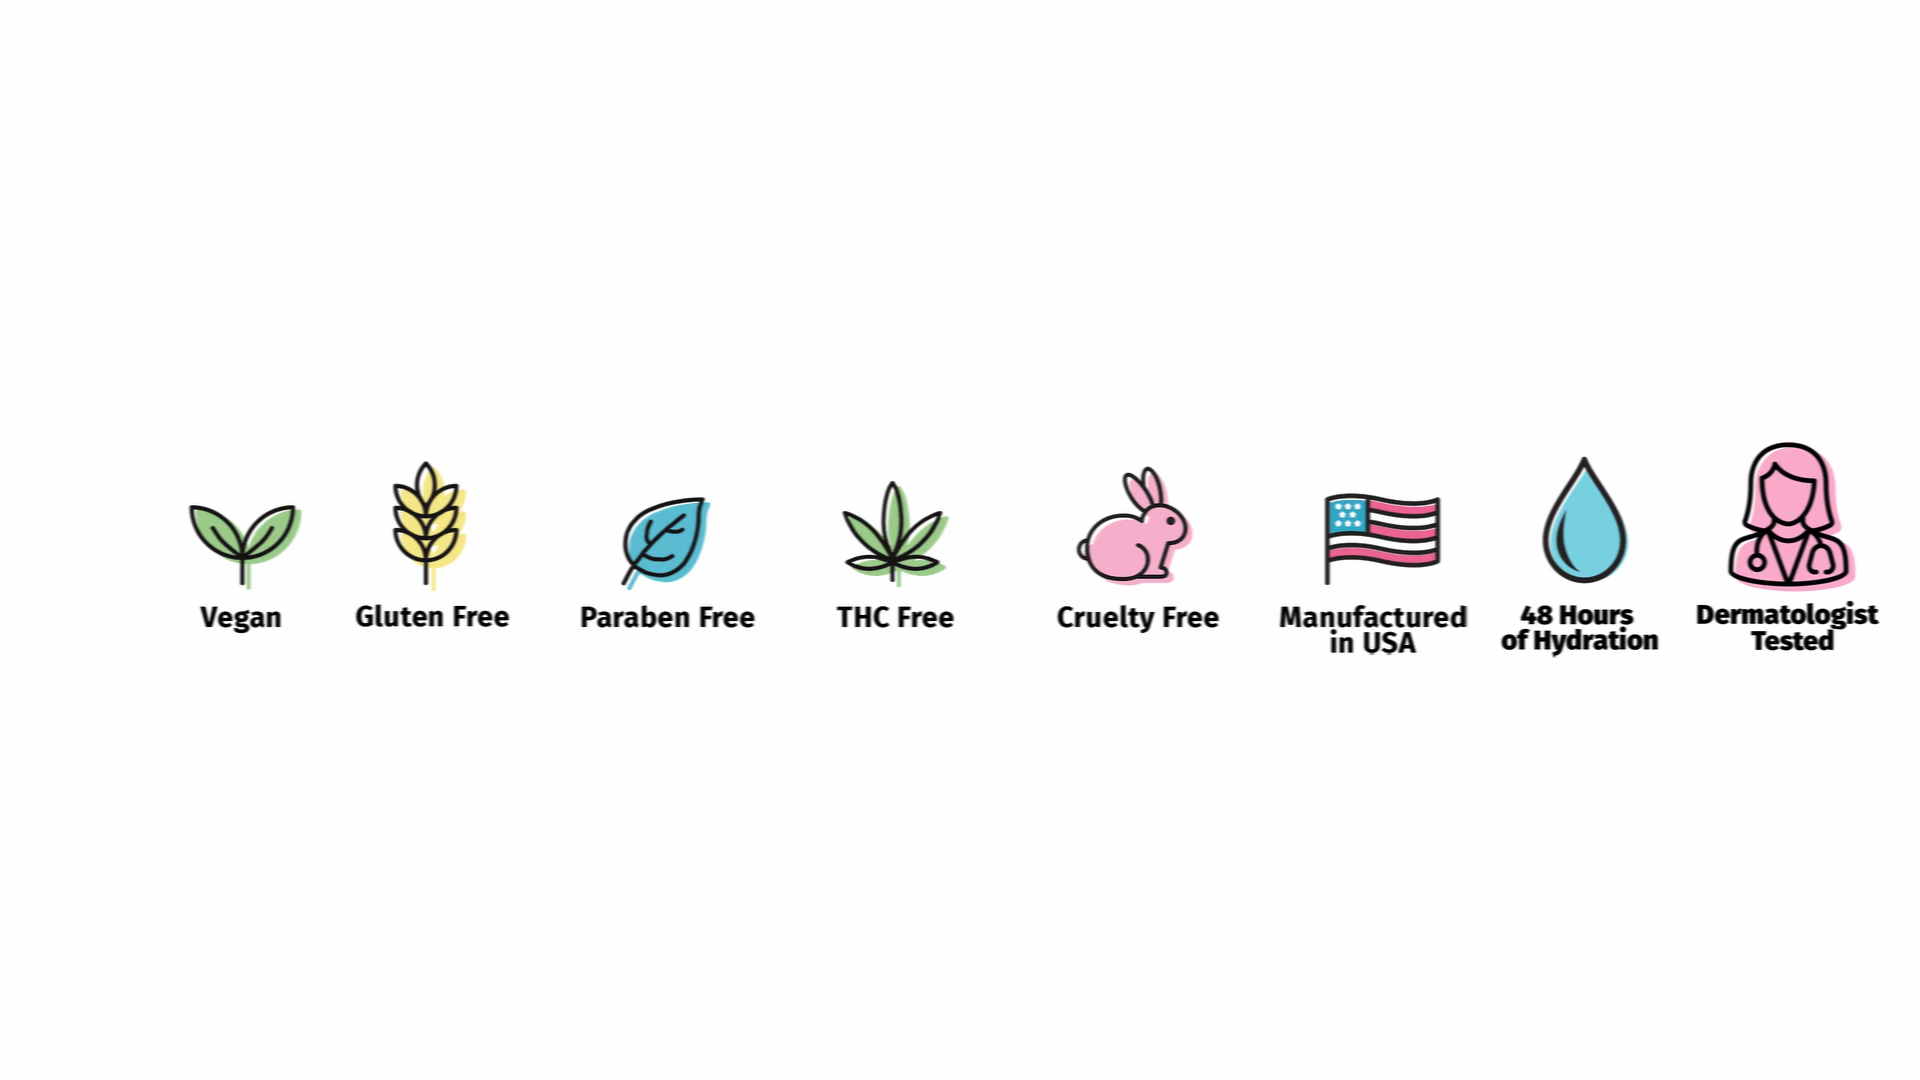 Vegan
Gluten Free
Paraben Free
THC Free
Cruelty Free
Manufactured
in USA
48 Hours
of Hydration
Dermatologist
Tested